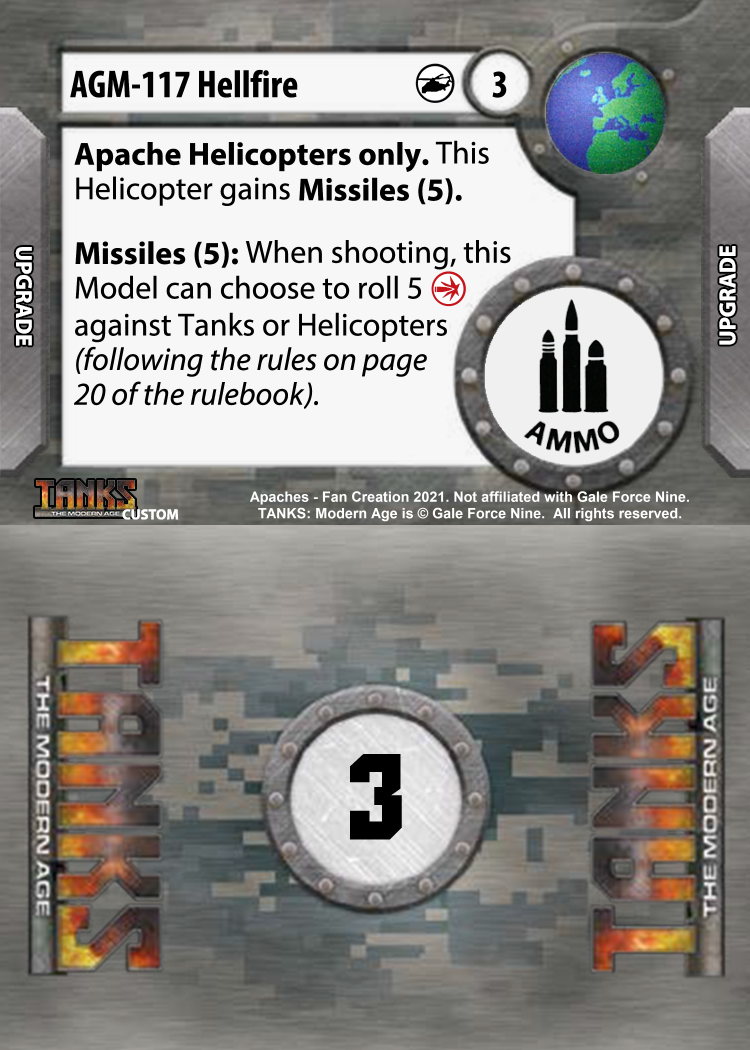 AGM-117 Hellfire 3
Apache Helicopters only. This
Helicopter gains Missiles (5).
Missiles (5): When shooting, this
Model can choose to roll 5
against Tanks or Helicopters
(following the rules on page
20 of the rulebook).
UPGRADE
UPGRADE
AMMO
TANKS
THE MODERN AGE
CUSTOM
Apaches - Fan Creation 2021. Not affiliated with Gale Force Nine.
TANKS: Modern Age is © Gale Force Nine.  All rights reserved.
TANKS
THE MODERN AGE
3
TANKS
THE MODERN AGE